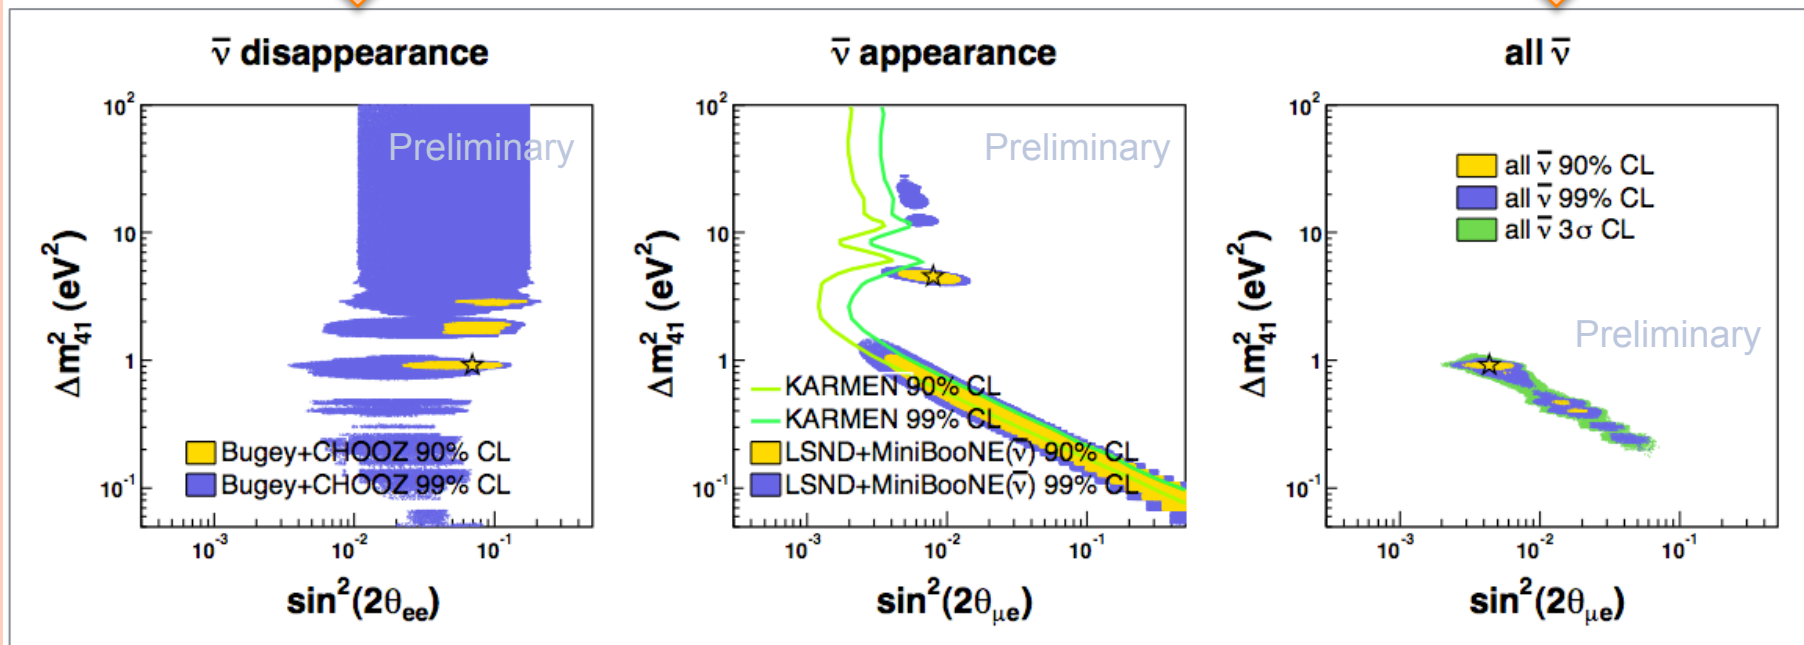 ν̅ disappearance
10²
10
1
10⁻¹
Δm²₄₁ (eV²)
Preliminary
Bugey+CHOOZ 90% CL
Bugey+CHOOZ 99% CL
10⁻³ 10⁻² 10⁻¹
sin²(2θₑₑ)
ν̅ appearance
10²
10
1
10⁻¹
Δm²₄₁ (eV²)
Preliminary
KARMEN 90% CL
KARMEN 99% CL
LSND+MiniBooNE(ν̅) 90% CL
LSND+MiniBooNE(ν̅) 99% CL
10⁻³ 10⁻² 10⁻¹
sin²(2θμe)
all ν̅
10²
10
1
10⁻¹
Δm²₄₁ (eV²)
all ν̅ 90% CL
all ν̅ 99% CL
all ν̅ 3σ CL
Preliminary
10⁻³ 10⁻² 10⁻¹
sin²(2θμe)